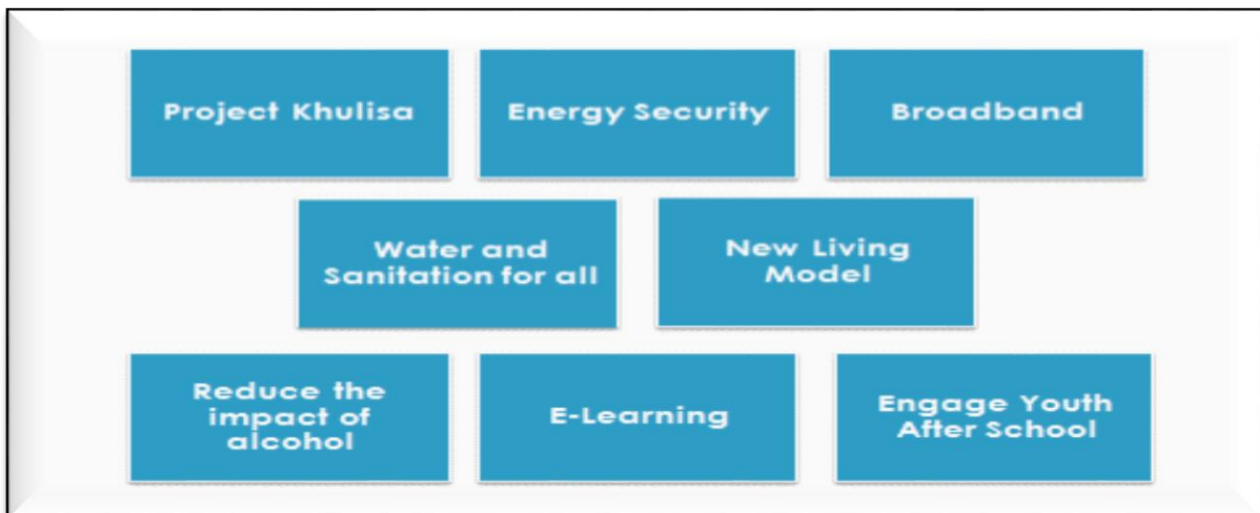 Project Khulisa
Energy Security
Broadband
Water and
Sanitation for all
New Living
Model
Reduce the
impact of
alcohol
E-Learning
Engage Youth
After School